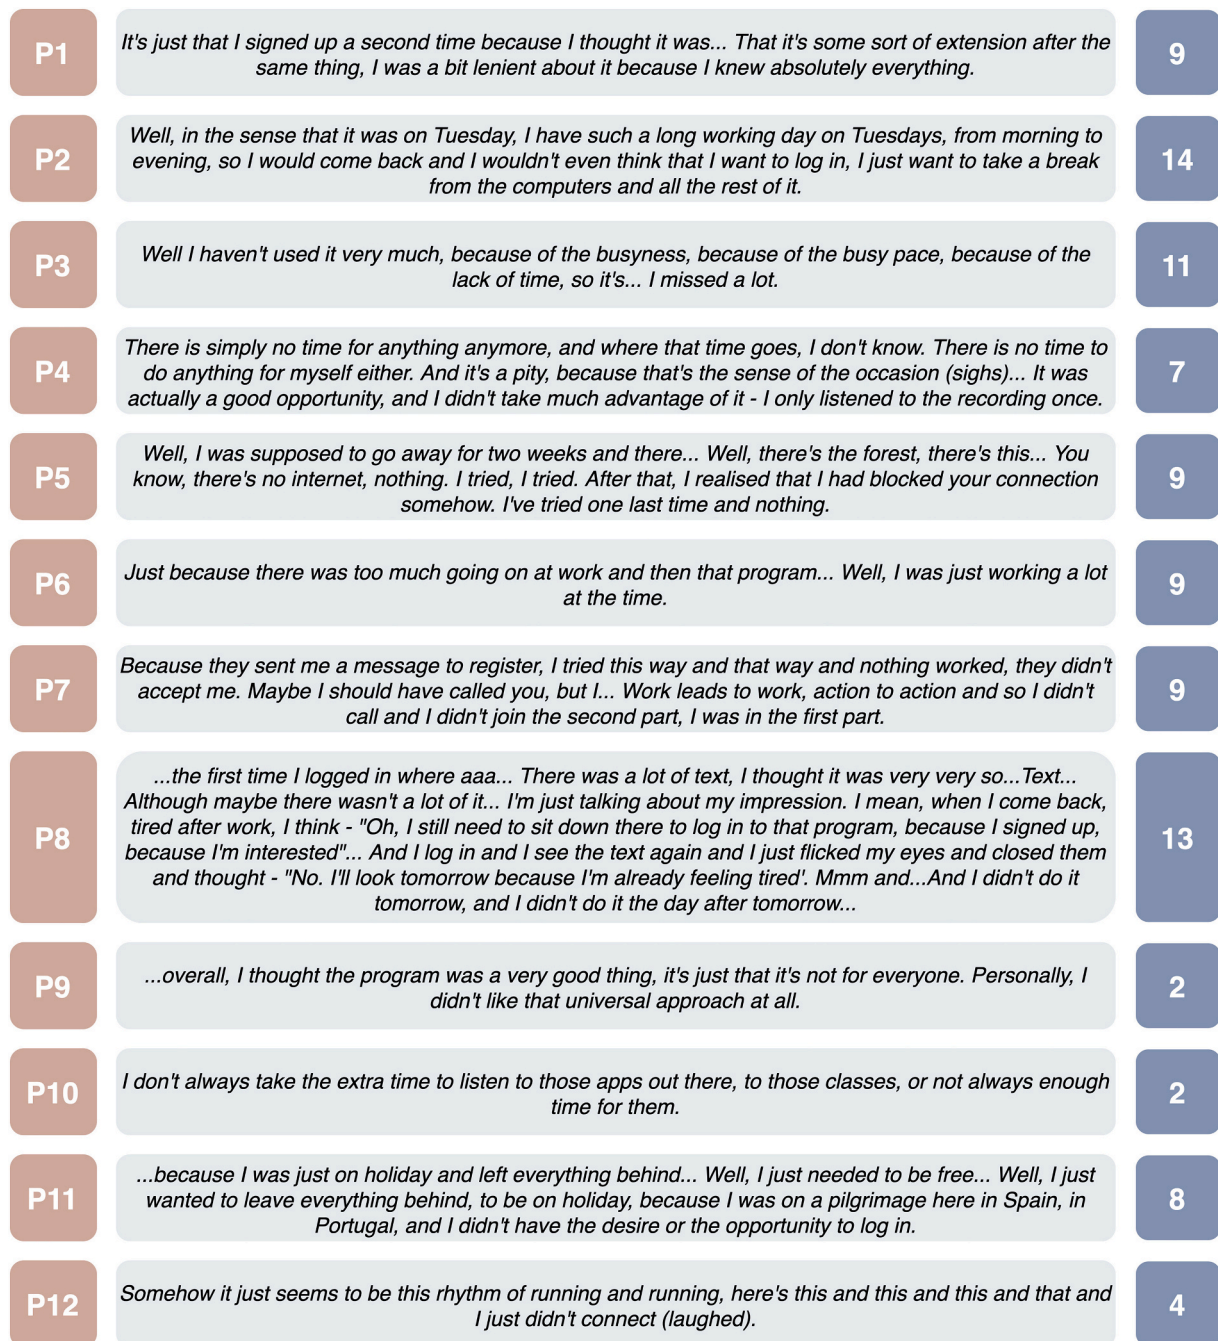 P1
It's just that I signed up a second time because I thought it was... That it's some sort of extension after the
same thing, I was a bit lenient about it because I knew absolutely everything.
9
P2
Well, in the sense that it was on Tuesday, I have such a long working day on Tuesdays, from morning to
evening, so I would come back and I wouldn't even think that I want to log in, I just want to take a break
from the computers and all the rest of it.
14
P3
Well I haven't used it very much, because of the busyness, because of the busy pace, because of the
lack of time, so it's... I missed a lot.
11
P4
There is simply no time for anything anymore, and where that time goes, I don't know. There is no time to
do anything for myself either. And it's a pity, because that's the sense of the occasion (sighs)... It was
actually a good opportunity, and I didn't take much advantage of it - I only listened to the recording once.
7
P5
Well, I was supposed to go away for two weeks and there... Well, there's the forest, there's this... You
know, there's no internet, nothing. I tried, I tried. After that, I realised that I had blocked your connection
somehow. I've tried one last time and nothing.
9
P6
Just because there was too much going on at work and then that program... Well, I was just working a lot
at the time.
9
P7
Because they sent me a message to register, I tried this way and that way and nothing worked, they didn't
accept me. Maybe I should have called you, but I... Work leads to work, action to action and so I didn't
call and I didn't join the second part, I was in the first part.
9
P8
...the first time I logged in where aaa... There was a lot of text, I thought it was very very so...Text...
Although maybe there wasn't a lot of it... I'm just talking about my impression. I mean, when I come back,
tired after work, I think - "Oh, I still need to sit down there to log in to that program, because I signed up,
because I'm interested"... And I log in and I see the text again and I just flicked my eyes and closed them
and thought - "No. I'll look tomorrow because I'm already feeling tired'. Mmm and...And I didn't do it
tomorrow, and I didn't do it the day after tomorrow...
13
P9
...overall, I thought the program was a very good thing, it's just that it's not for everyone. Personally, I
didn't like that universal approach at all.
2
P10
I don't always take the extra time to listen to those apps out there, to those classes, or not always enough
time for them.
2
P11
...because I was just on holiday and left everything behind... Well, I just needed to be free... Well, I just
wanted to leave everything behind, to be on holiday, because I was on a pilgrimage here in Spain, in
Portugal, and I didn't have the desire or the opportunity to log in.
8
P12
Somehow it just seems to be this rhythm of running and running, here's this and this and this and that and
I just didn't connect (laughed).
4